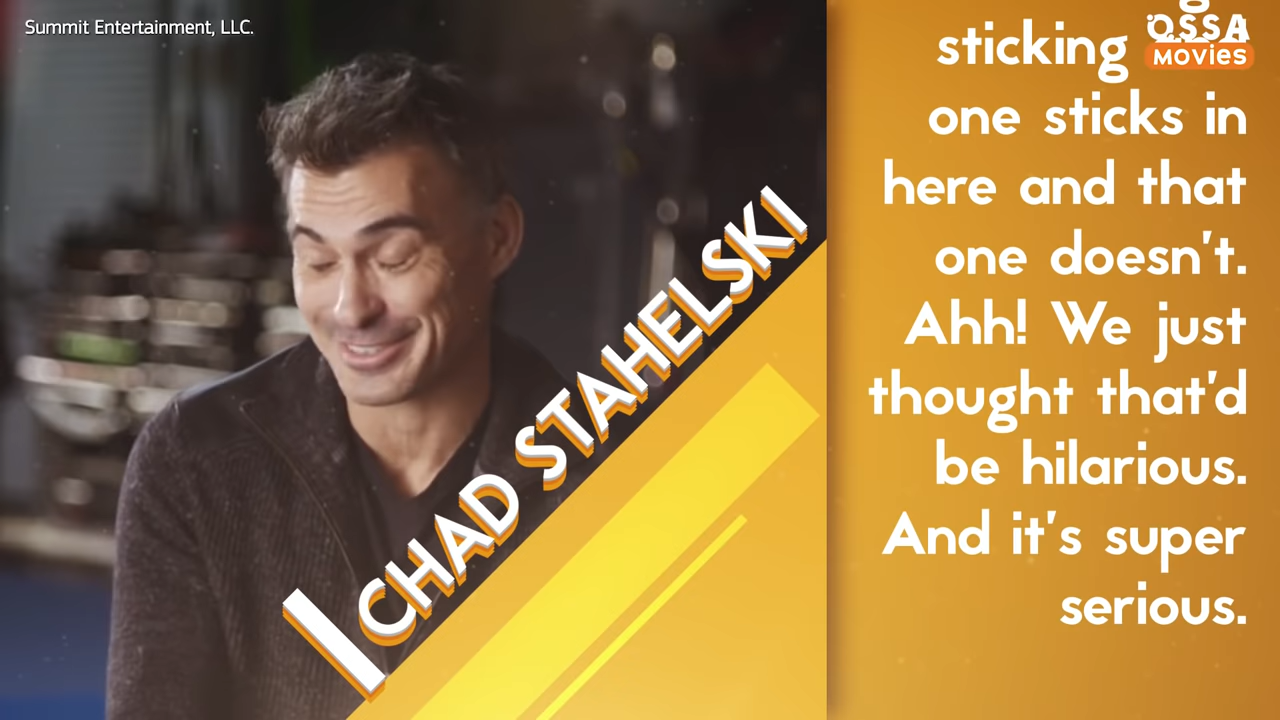 Summit Entertainment, LLC.
CHAD STAHELSKI
OSSA
MOVIES
sticking
one sticks in
here and that
one doesn't.
Ahh! We just
thought that'd
be hilarious.
And it's super
serious.